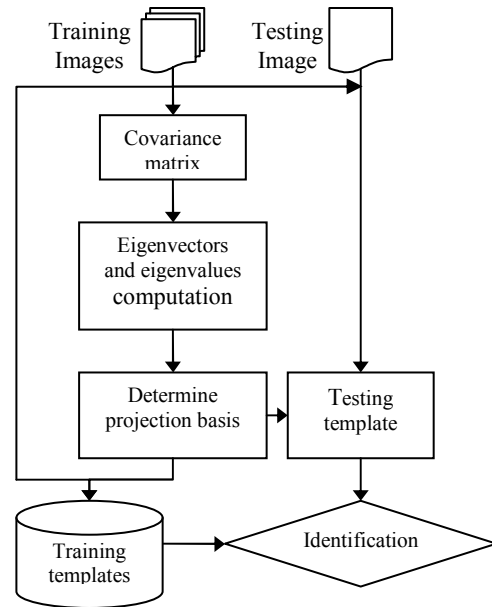 Training
Images
Testing
Image
Covariance
matrix
Eigenvectors
and eigenvalues
computation
Determine
projection basis
Testing
template
Training
templates
Identification